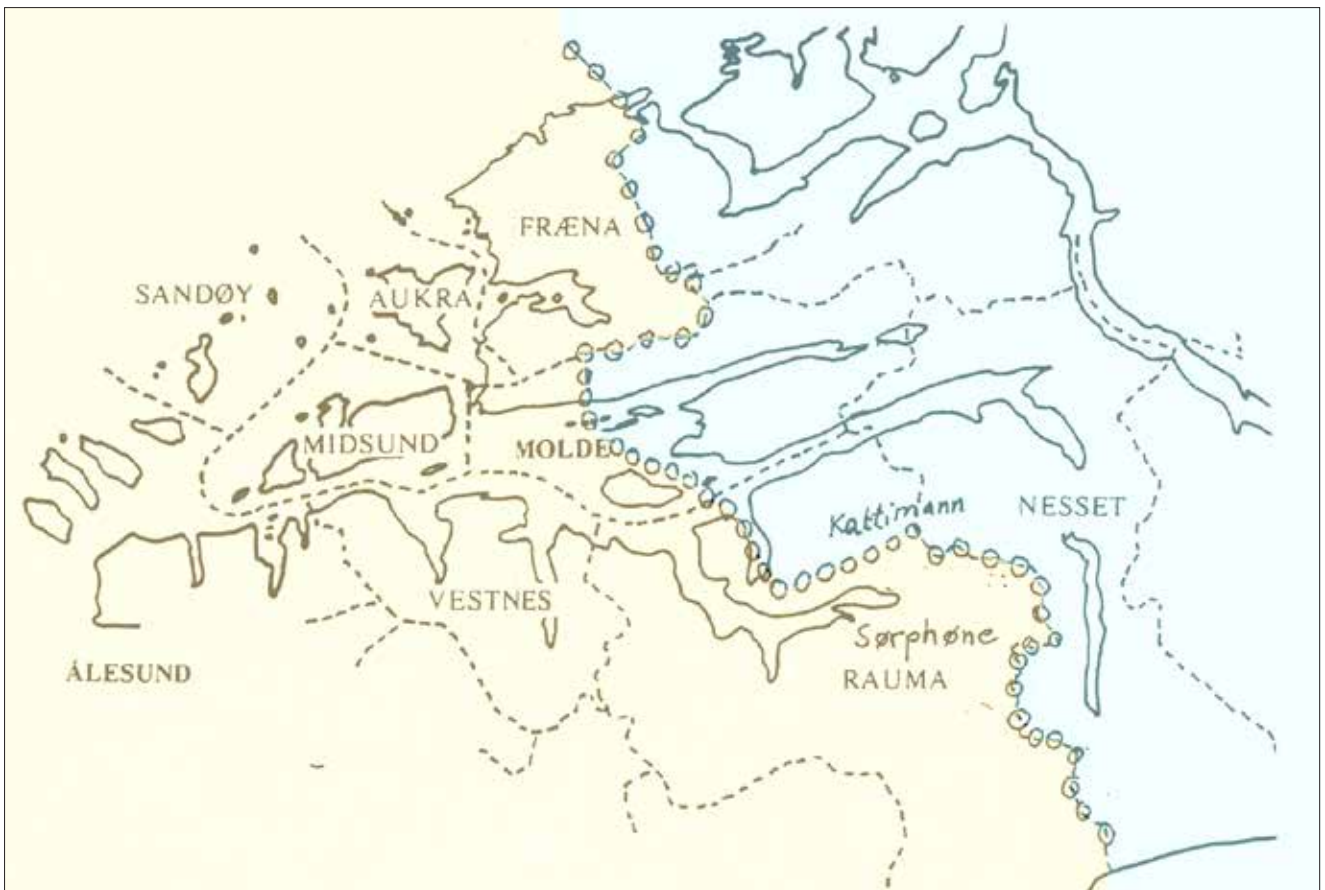 FRÆNA
SANDØY
AUKRA
MIDSUND
MOLDE
Kattimann
NESSET
VESTNES
Sørphøne
RAUMA
ÅLESUND